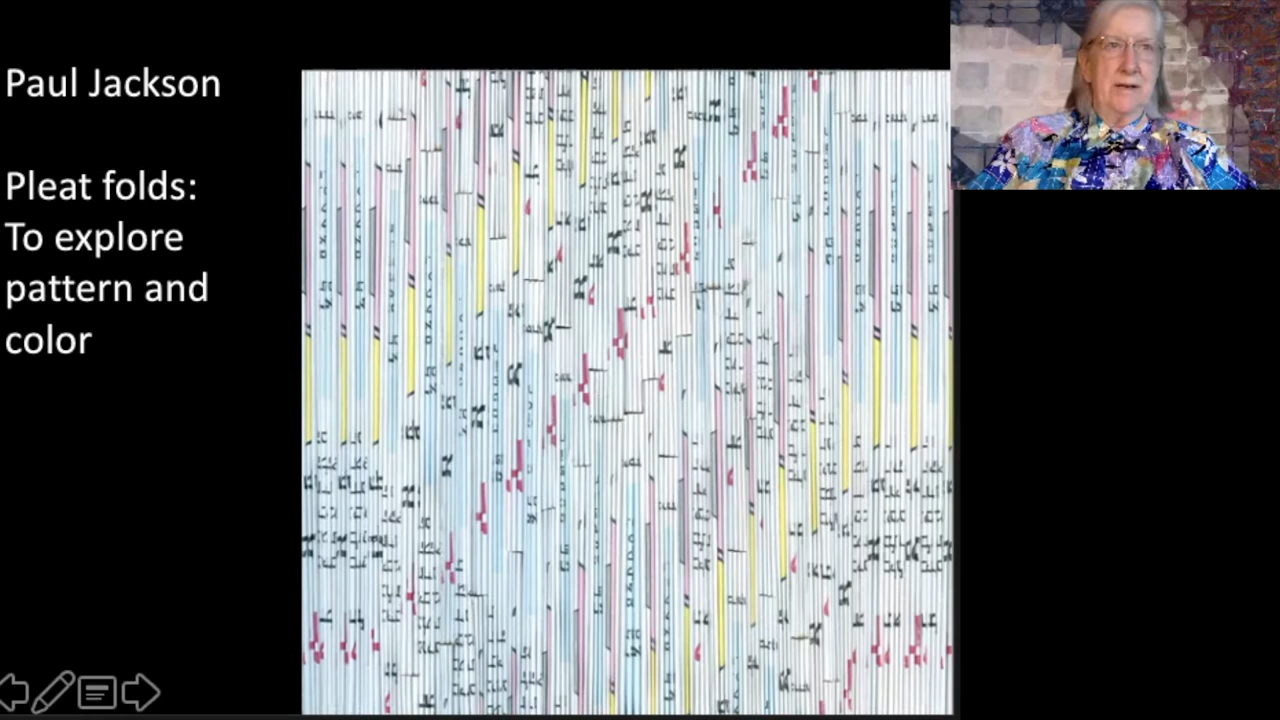 Paul Jackson
Pleat folds:
To explore
pattern and
color